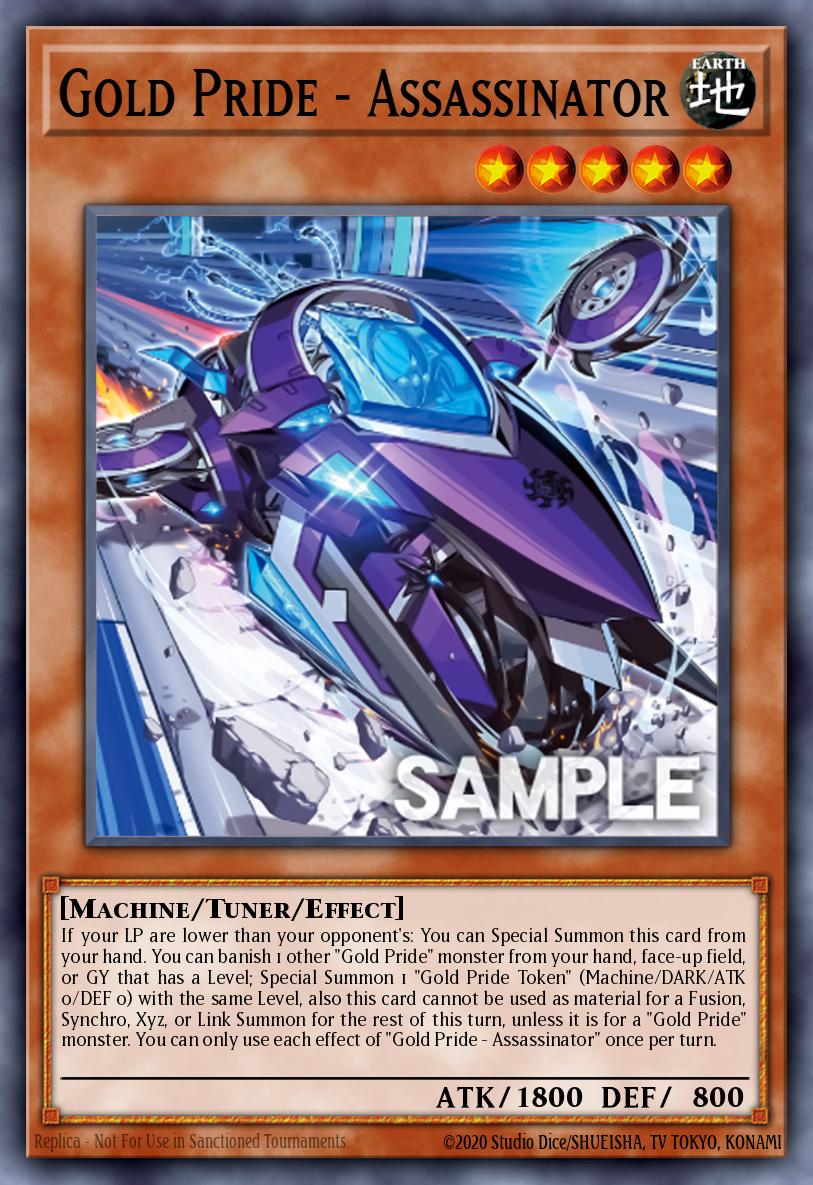 Gold Pride - Assassinator
EARTH
地
SAMPLE
[Machine/Tuner/Effect]
If your LP are lower than your opponent's: You can Special Summon this card from
your hand. You can banish 1 other "Gold Pride" monster from your hand, face-up field,
or GY that has a Level; Special Summon 1 "Gold Pride Token" (Machine/DARK/ATK
0/DEF 0) with the same Level, also this card cannot be used as material for a Fusion,
Synchro, Xyz, or Link Summon for the rest of this turn, unless it is for a "Gold Pride"
monster. You can only use each effect of "Gold Pride - Assassinator" once per turn.
ATK/1800 DEF/ 800
Replica - Not For Use in Sanctioned Tournaments.
©2020 Studio Dice/SHUEISHA, TV TOKYO, KONAMI